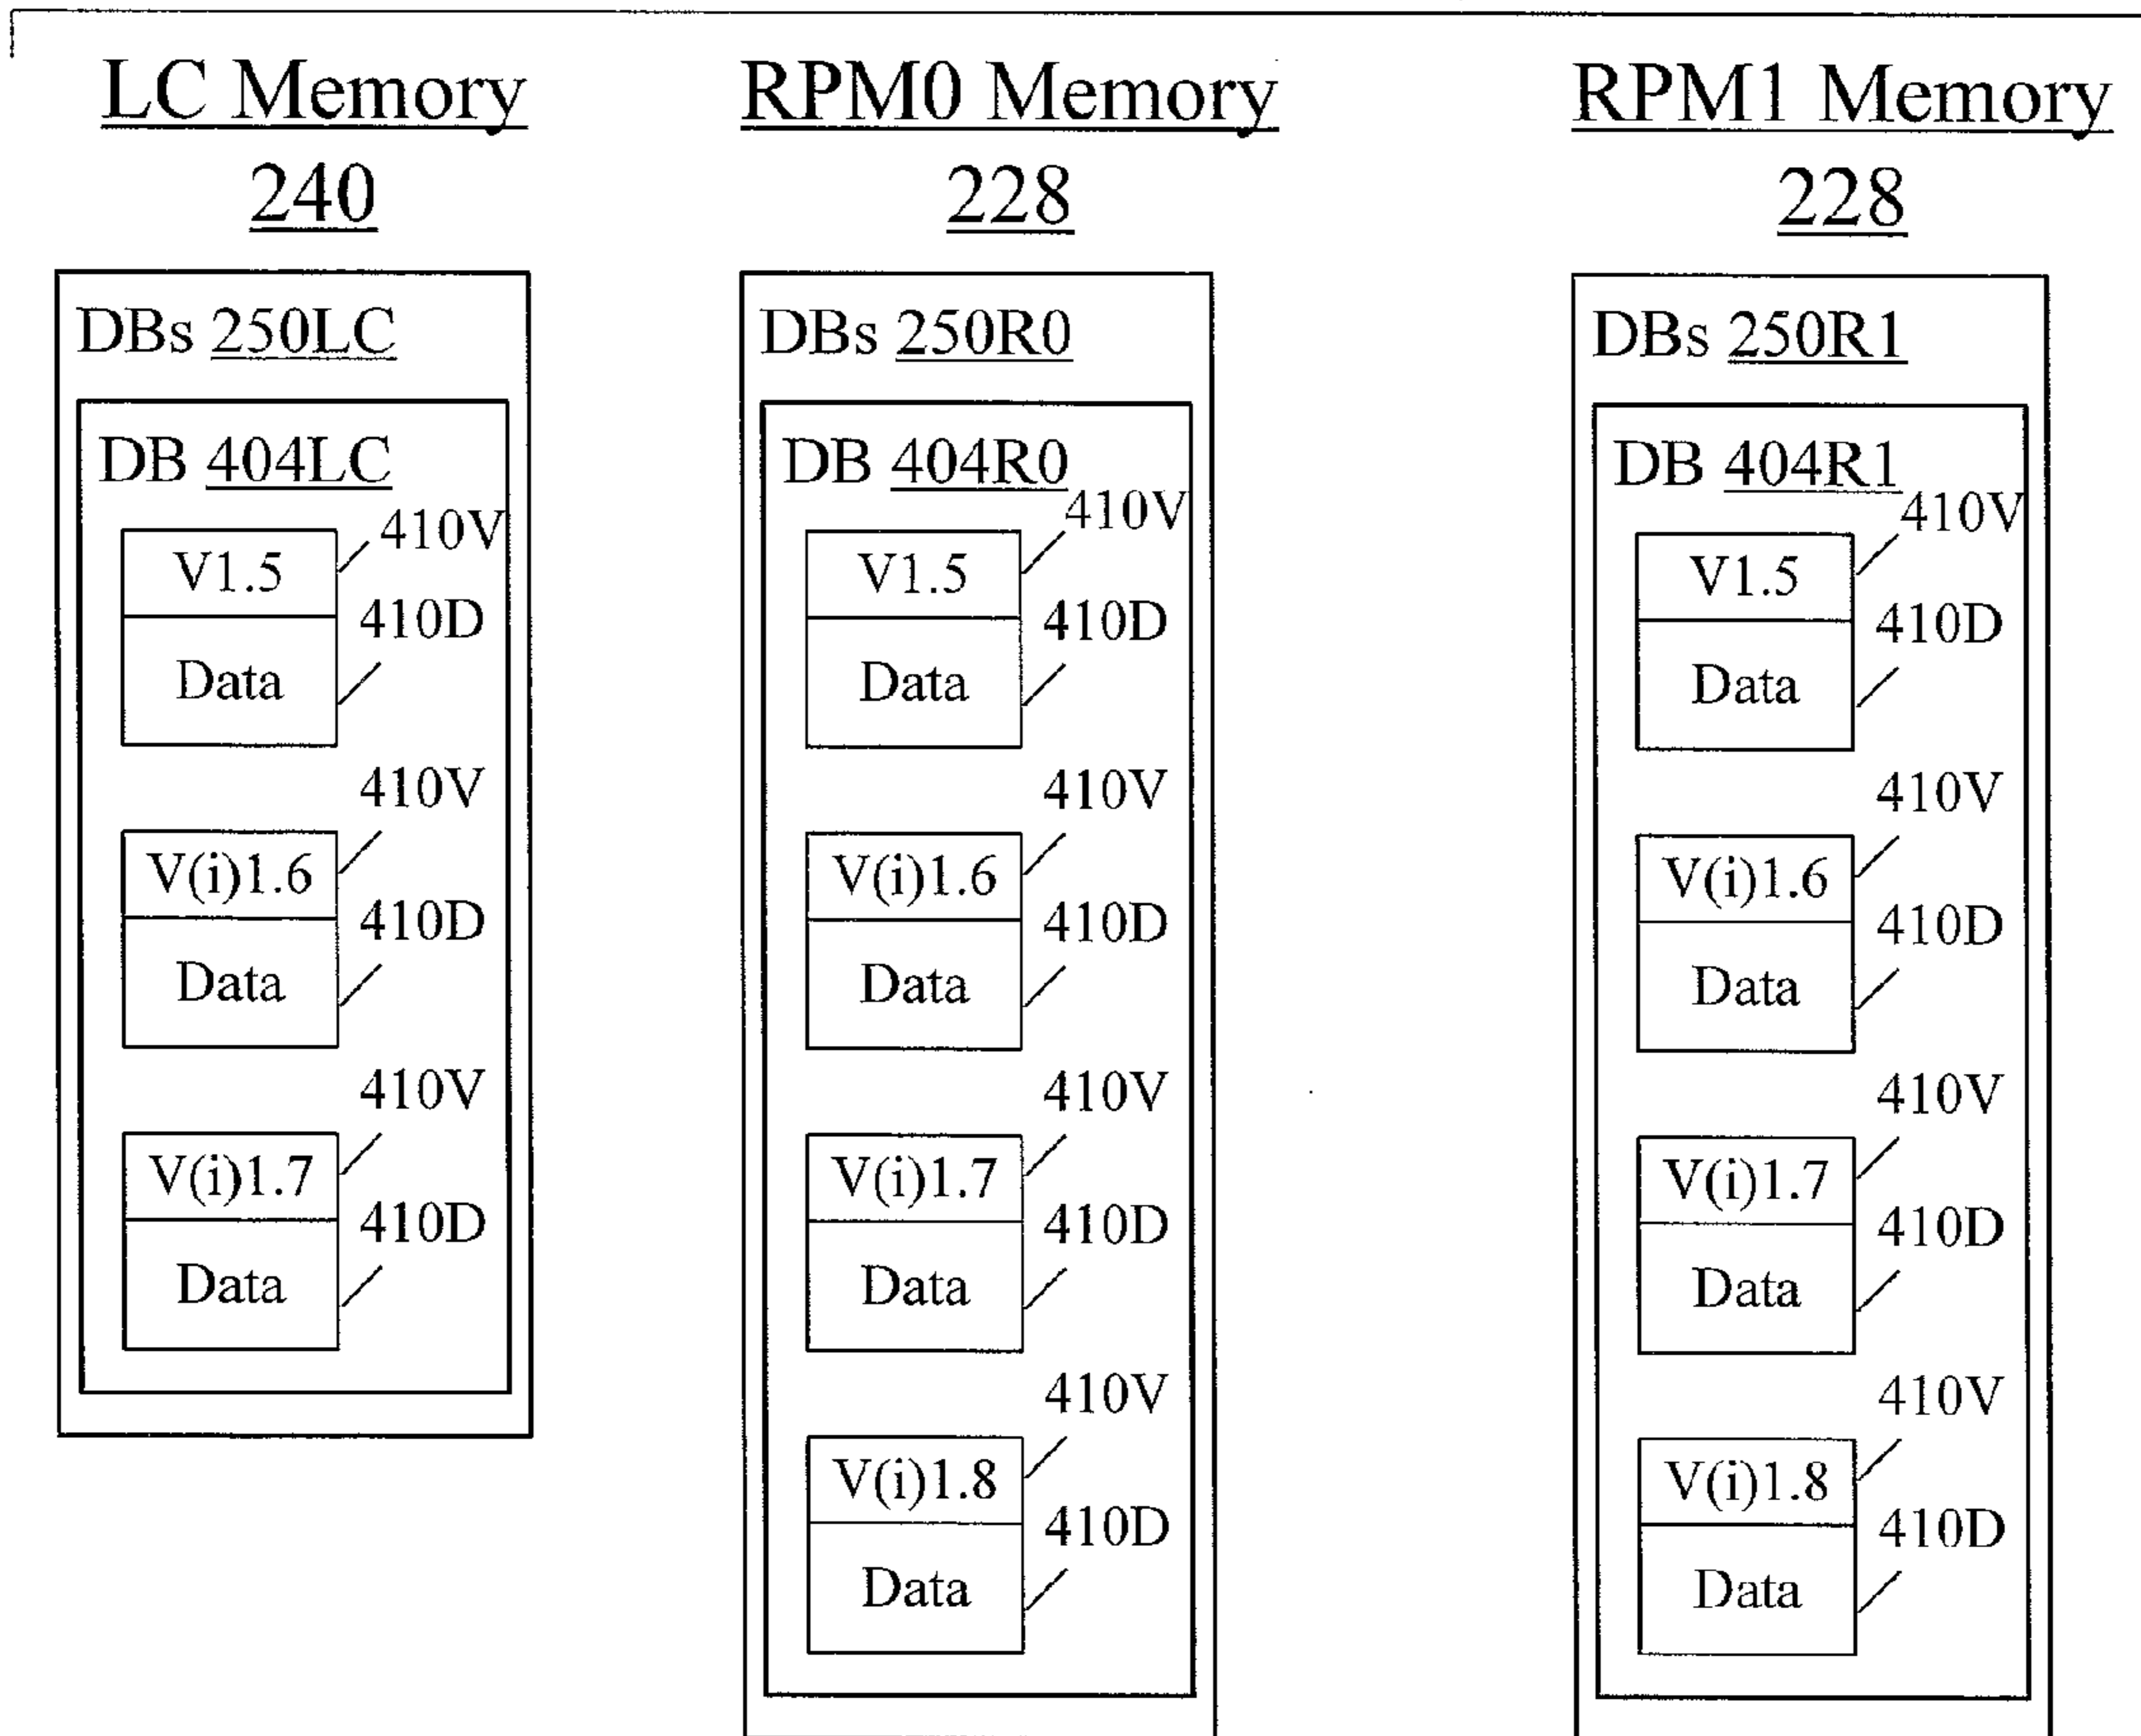 LC Memory
240
DBs 250LC
DB 404LC
410V
V1.5
410D
Data
410V
V(i)1.6
410D
Data
410V
V(i)1.7
410D
Data
RPM0 Memory
228
DBs 250R0
DB 404R0
410V
V1.5
410D
Data
410V
V(i)1.6
410D
Data
410V
V(i)1.7
410D
Data
410V
V(i)1.8
410D
Data
RPM1 Memory
228
DBs 250R1
DB 404R1
410V
V1.5
410D
Data
410V
V(i)1.6
410D
Data
410V
V(i)1.7
410D
Data
410V
V(i)1.8
410D
Data